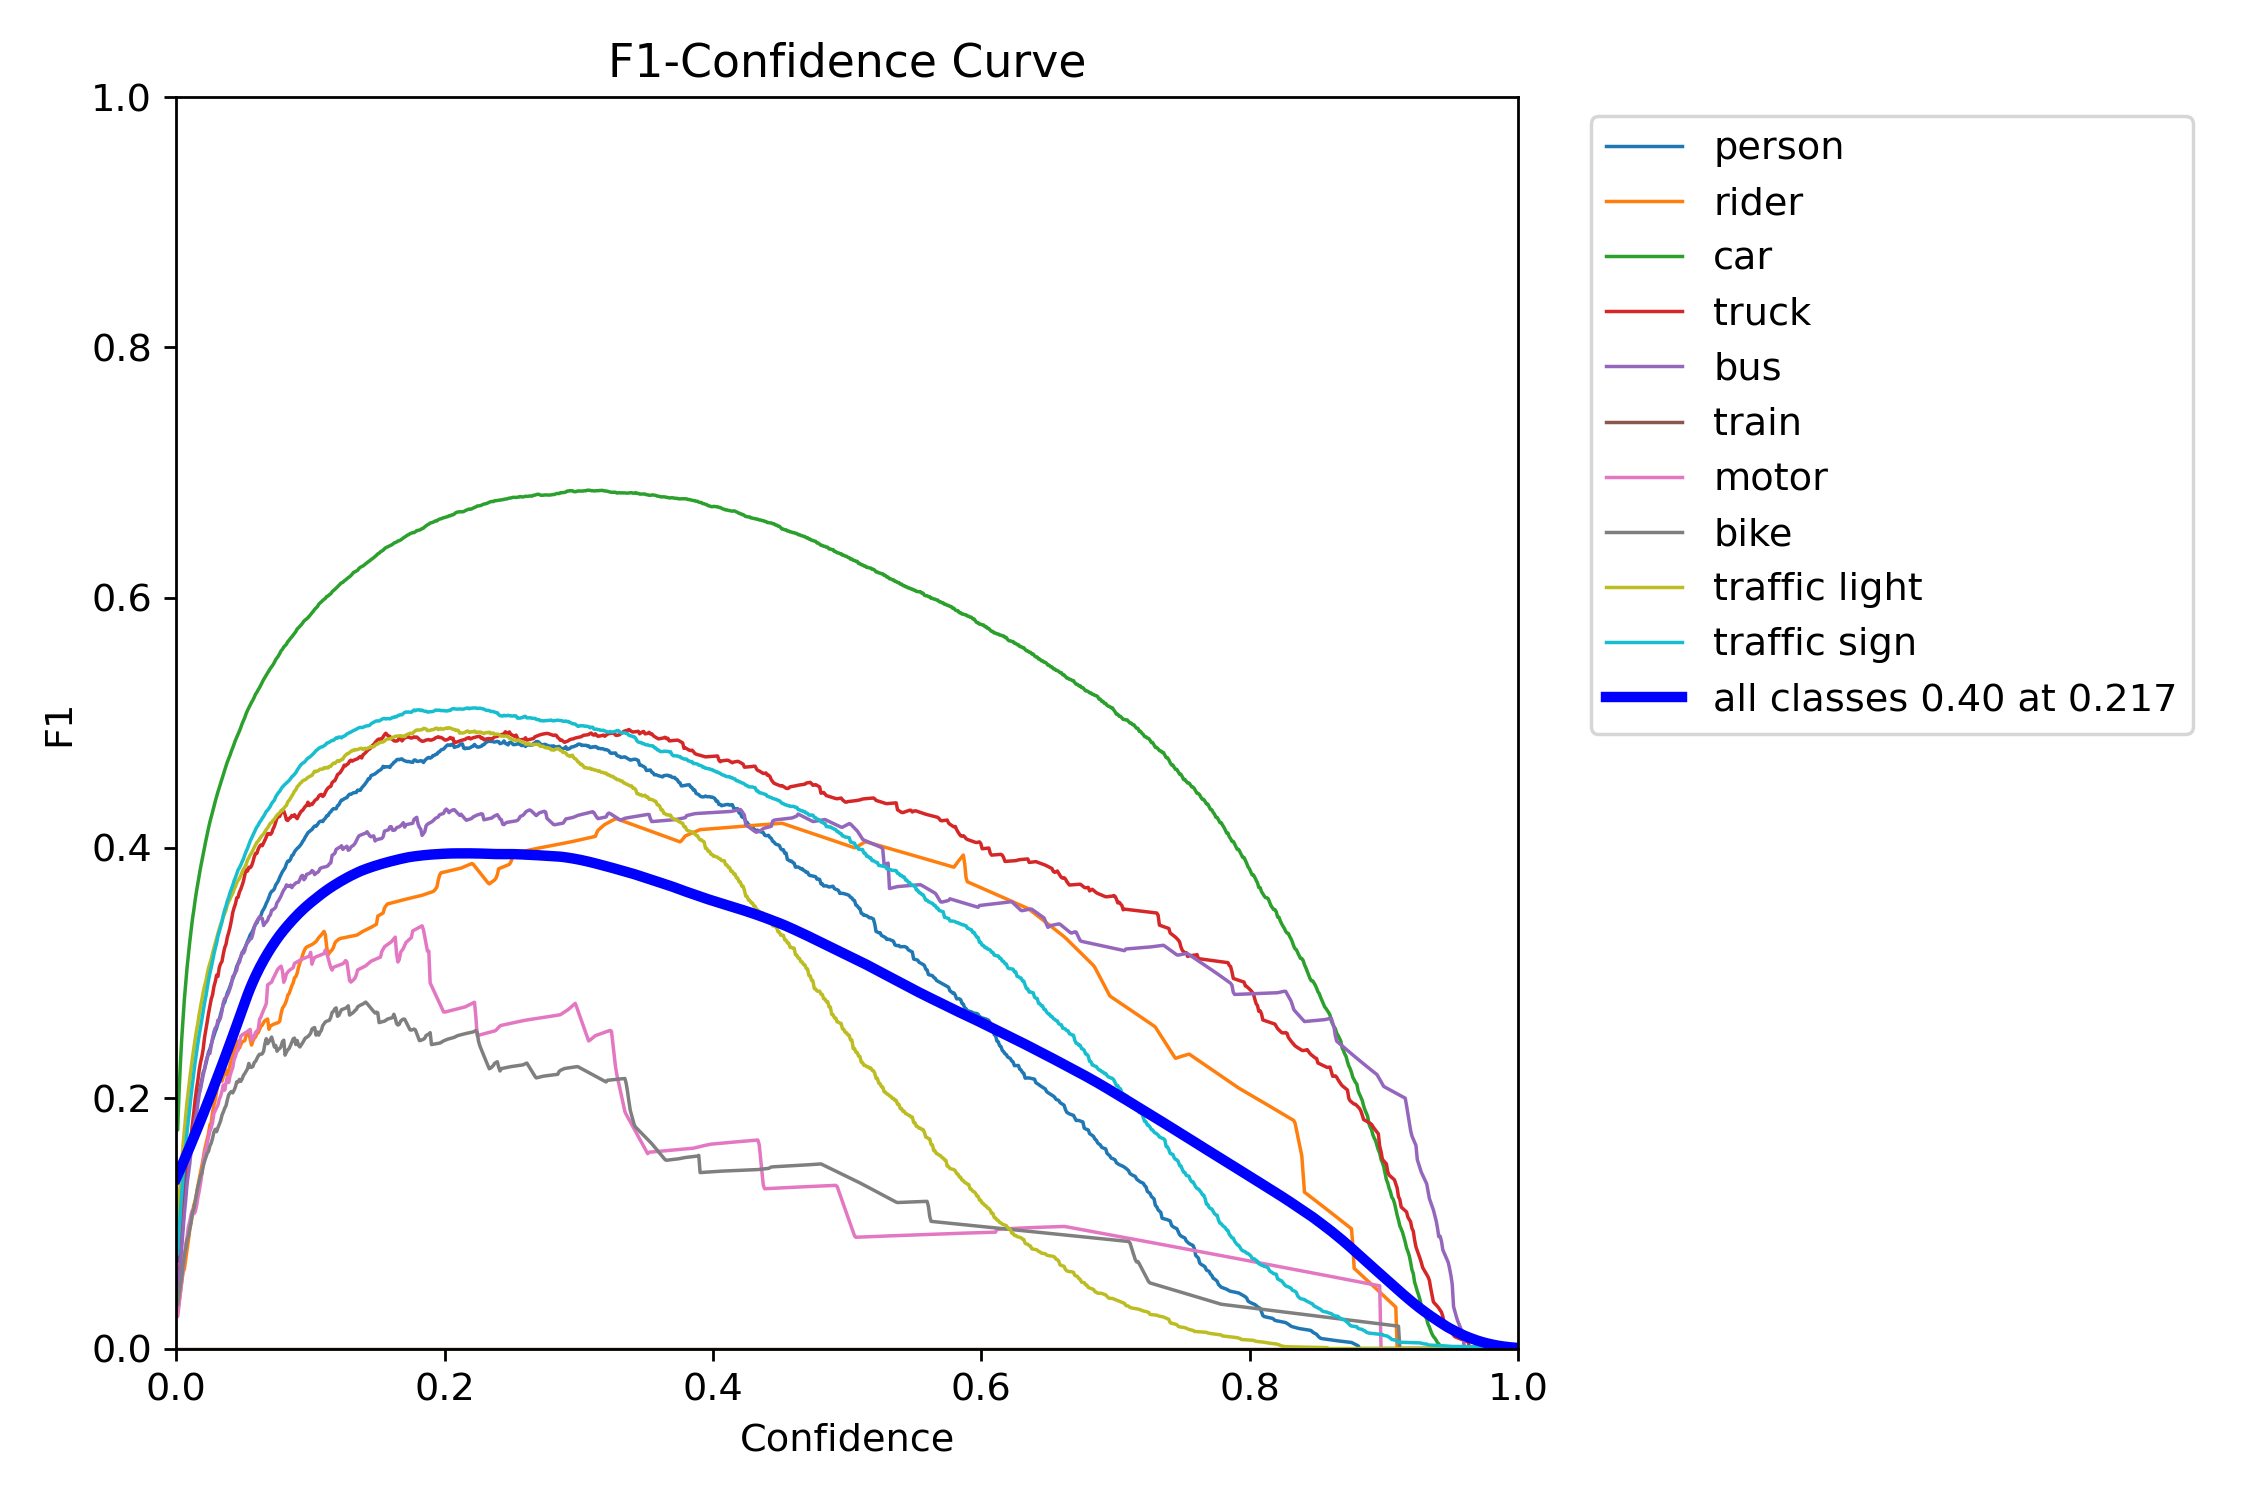 F1-Confidence Curve
1.0
0.8
0.6
0.4
0.2
0.0
F1
0.0 0.2 0.4 0.6 0.8 1.0
Confidence
person
rider
car
truck
bus
train
motor
bike
traffic light
traffic sign
all classes 0.40 at 0.217